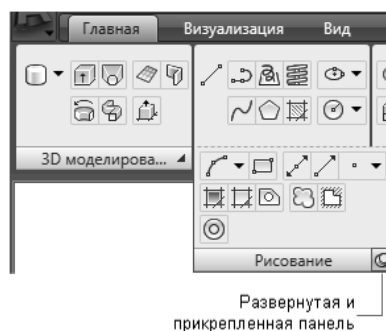 Главная Визуализация Вид
3D моделирова...
Рисование
Развернутая и
прикрепленная панель